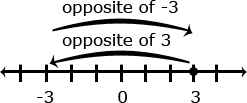 opposite of -3
opposite of 3
-3 0 3